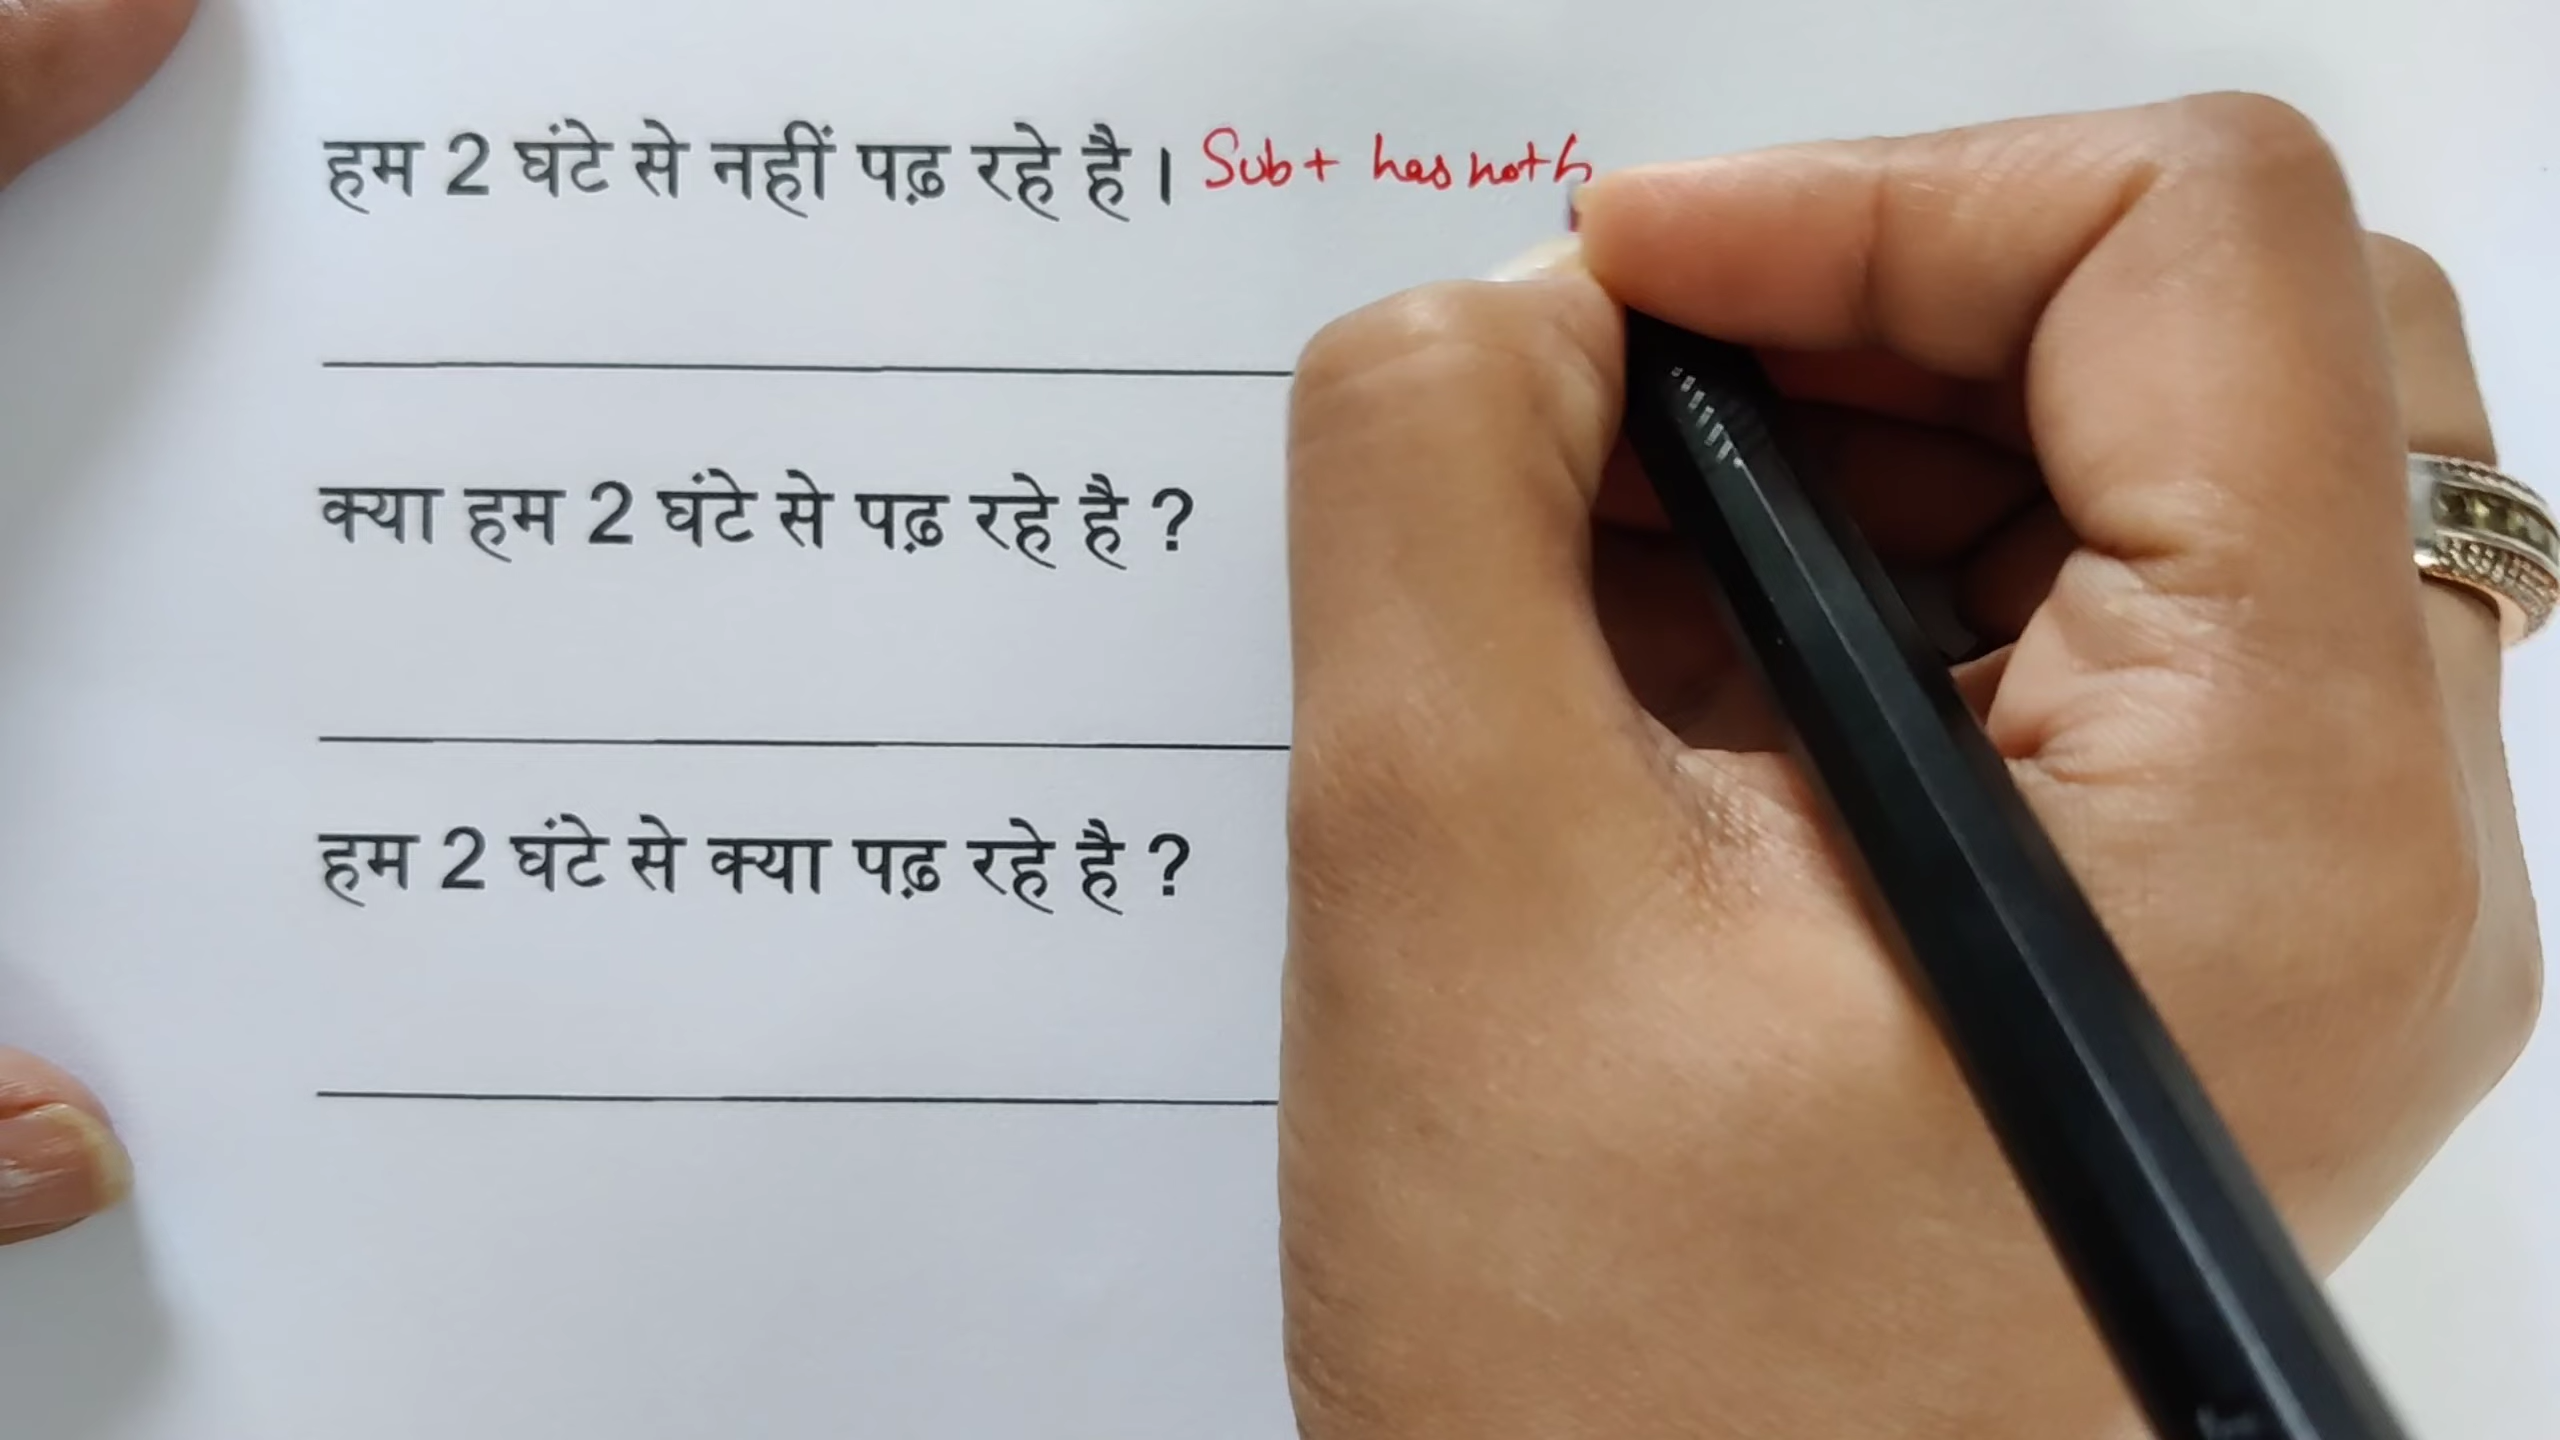 हम 2 घंटे से नहीं पढ़ रहे है । Sub + has not b
क्या हम 2 घंटे से पढ़ रहे है ?
हम 2 घंटे से क्या पढ़ रहे है ?